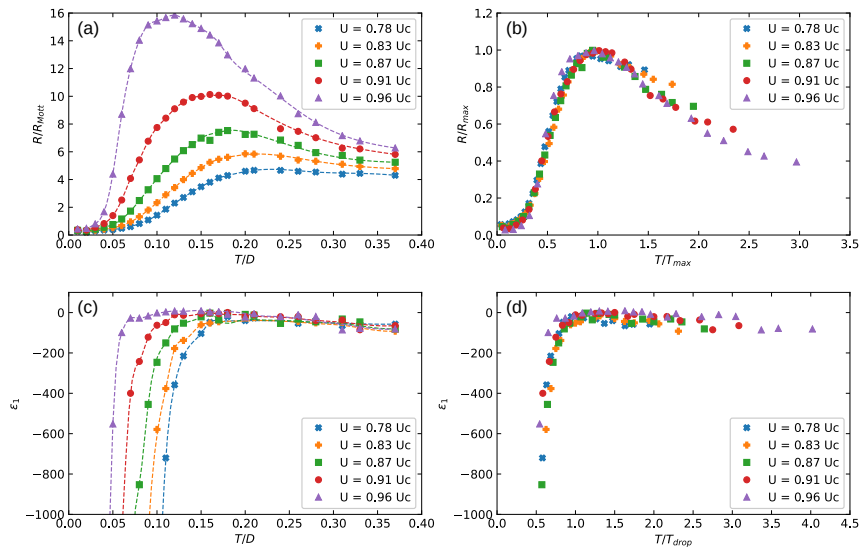 (a)
U = 0.78 Uc
U = 0.83 Uc
U = 0.87 Uc
U = 0.91 Uc
U = 0.96 Uc
16
14
12
10
8
6
4
2
0
R/R_Mott
0.00 0.05 0.10 0.15 0.20 0.25 0.30 0.35 0.40
T/D
(b)
U = 0.78 Uc
U = 0.83 Uc
U = 0.87 Uc
U = 0.91 Uc
U = 0.96 Uc
1.0
0.8
0.6
0.4
0.2
0.0
R/R_max
0.0 0.5 1.0 1.5 2.0 2.5 3.0 3.5
T/T_max
(c)
U = 0.78 Uc
U = 0.83 Uc
U = 0.87 Uc
U = 0.91 Uc
U = 0.96 Uc
0
−200
−400
−600
−800
−1000
ε₁
0.00 0.05 0.10 0.15 0.20 0.25 0.30 0.35 0.40
T/D
(d)
U = 0.78 Uc
U = 0.83 Uc
U = 0.87 Uc
U = 0.91 Uc
U = 0.96 Uc
0
−200
−400
−600
−800
−1000
ε₁
0.0 0.5 1.0 1.5 2.0 2.5 3.0 3.5 4.0 4.5
T/T_drop